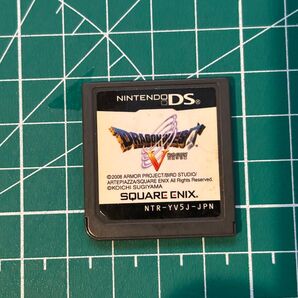 NINTENDO DS
DRAGON QUEST
V
©2008 ARMOR PROJECT/BIRD STUDIO/
ARTEPIAZZA/SQUARE ENIX All Rights Reserved.
©KOICHI SUGIYAMA
SQUARE ENIX
NTR-YV5J-JPN